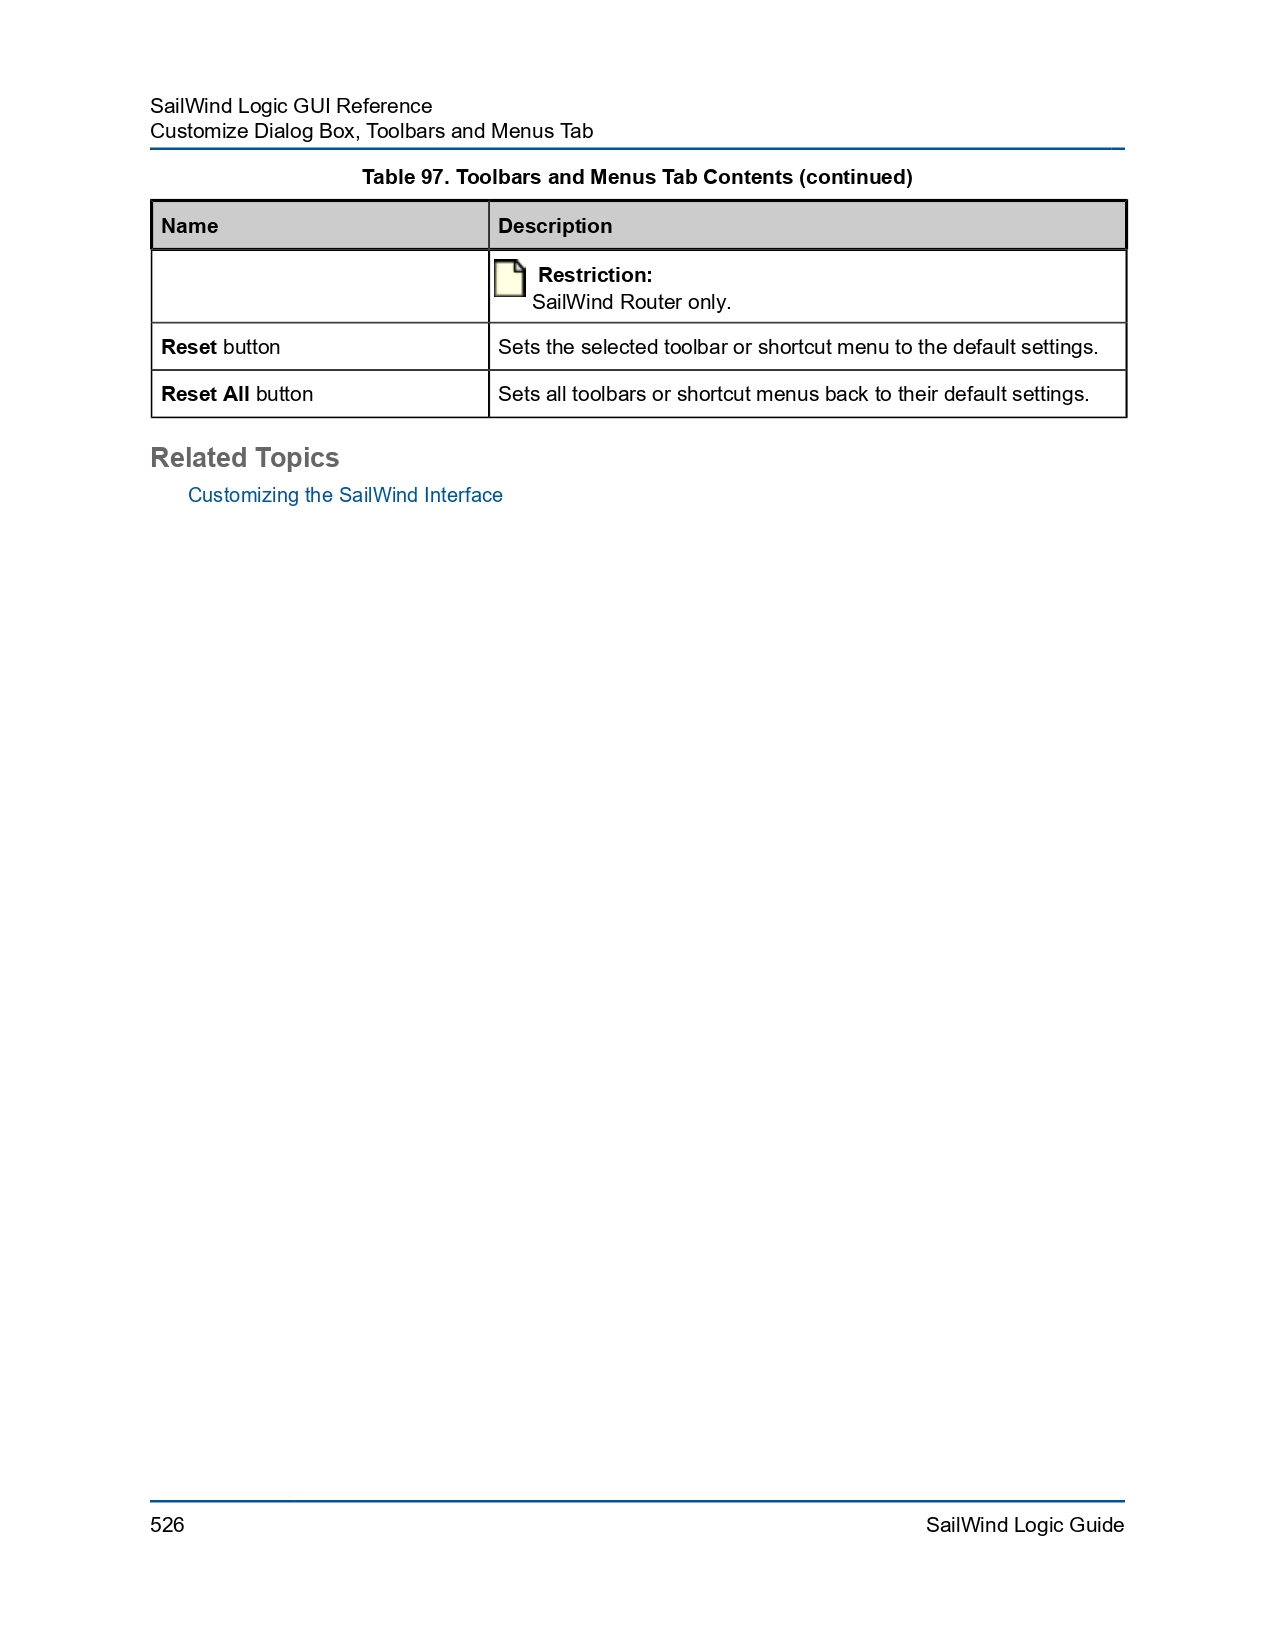 SailWind Logic GUI Reference
Customize Dialog Box, Toolbars and Menus Tab
Table 97. Toolbars and Menus Tab Contents (continued)
Name Description
Restriction:
SailWind Router only.
Reset button Sets the selected toolbar or shortcut menu to the default settings.
Reset All button Sets all toolbars or shortcut menus back to their default settings.
Related Topics
Customizing the SailWind Interface
526 SailWind Logic Guide